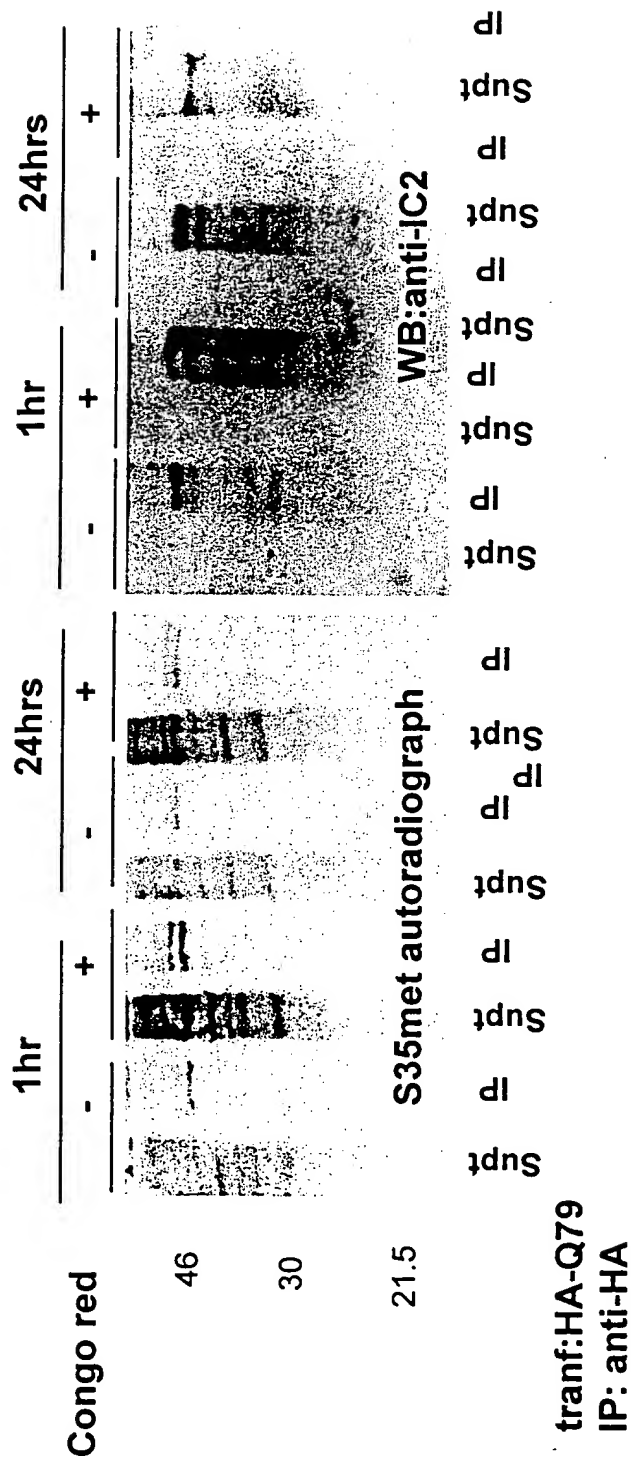 1hr 24hrs 1hr 24hrs
Congo red - + - + - + - +
46
30
21.5
S35met autoradiograph WB:anti-IC2
Supt IP Supt IP Supt IP Supt IP Supt IP Supt IP Supt IP Supt IP Supt IP
IP
tranf:HA-Q79
IP: anti-HA